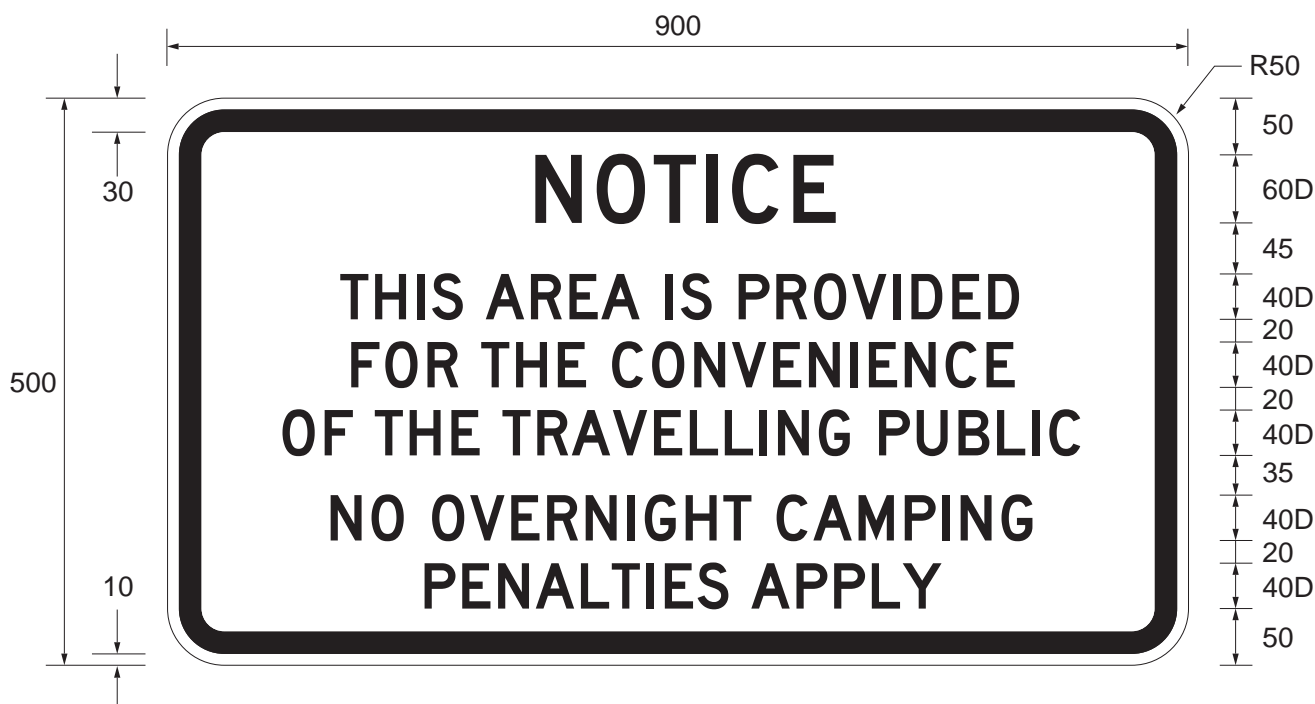 900
R50
50
30
60D
NOTICE
45
THIS AREA IS PROVIDED
40D
20
FOR THE CONVENIENCE
40D
500
20
OF THE TRAVELLING PUBLIC
40D
35
NO OVERNIGHT CAMPING
40D
20
10
PENALTIES APPLY
40D
50